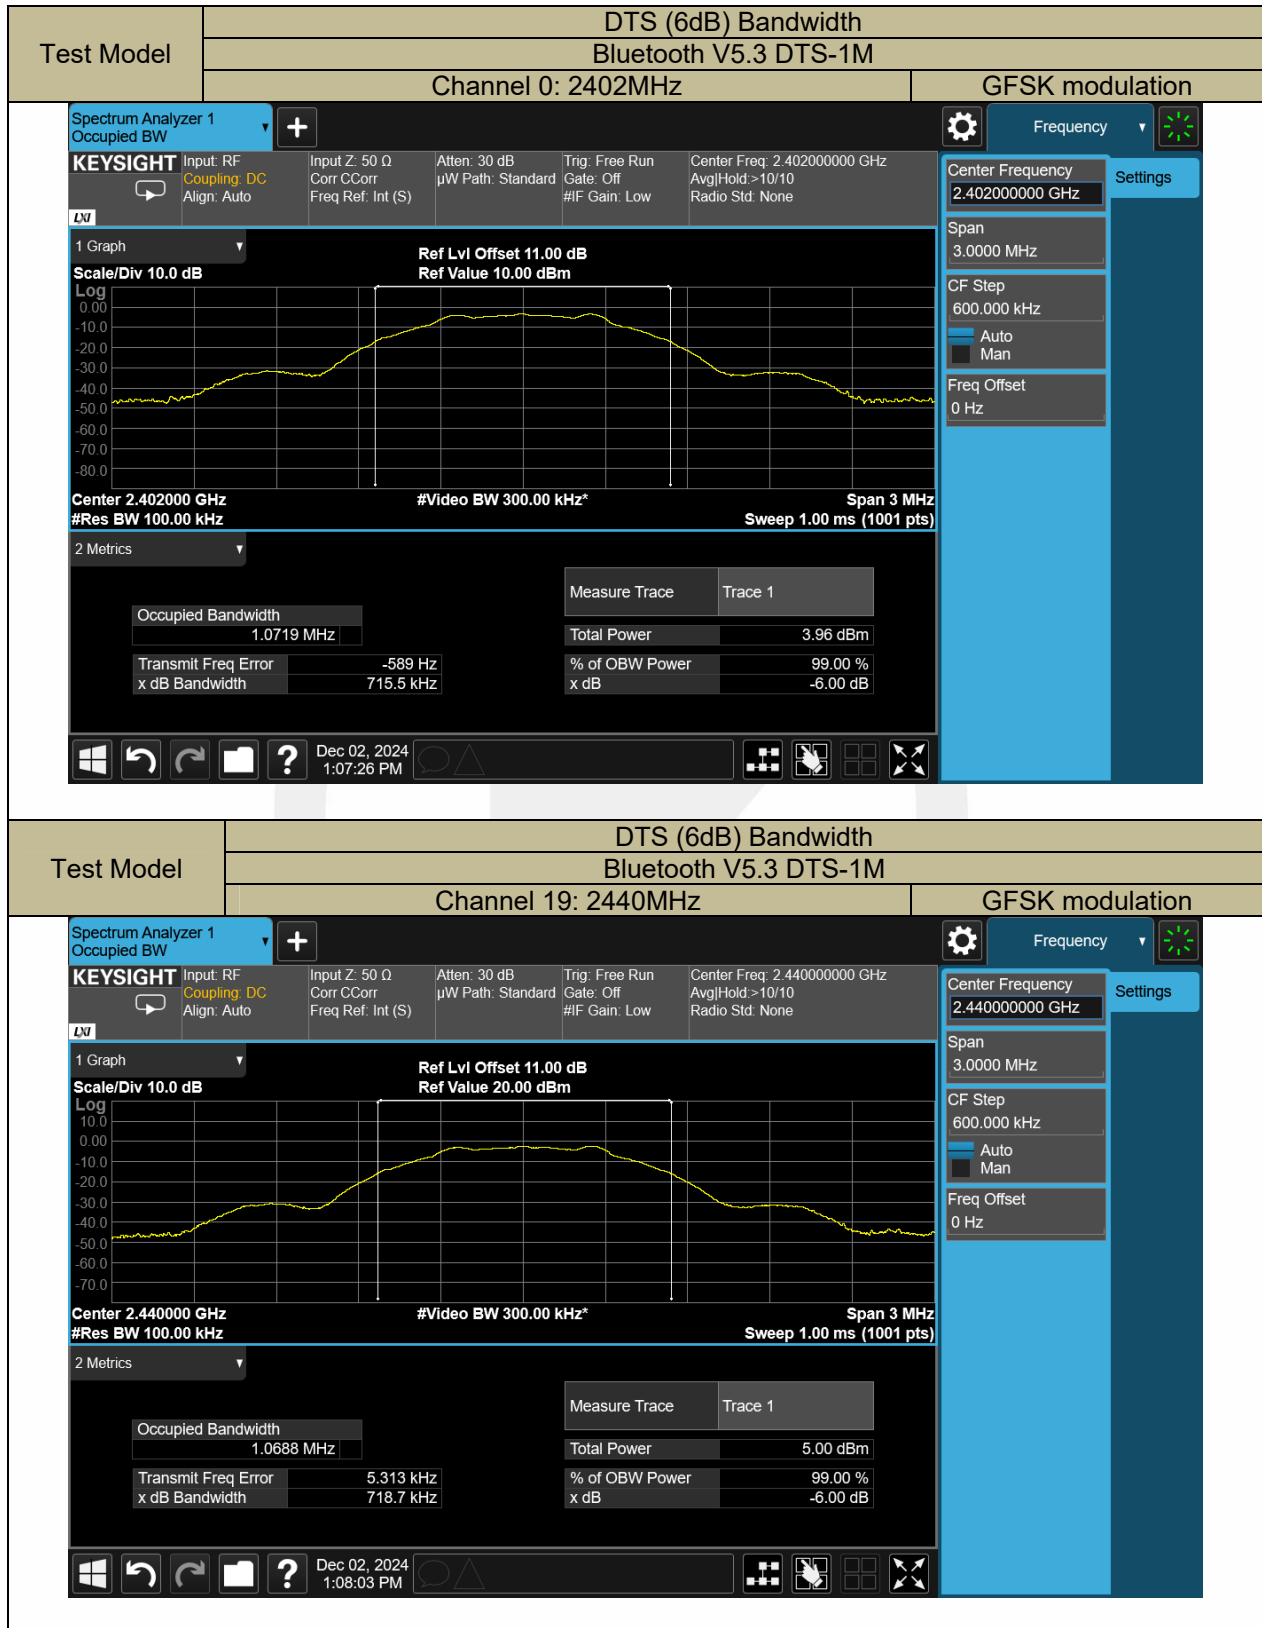 Test Model
DTS (6dB) Bandwidth
Bluetooth V5.3 DTS-1M
Channel 0: 2402MHz GFSK modulation
Spectrum Analyzer 1
Occupied BW
Frequency
KEYSIGHT
LXI
Input: RF
Coupling: DC
Align: Auto
Input Z: 50 Ω
Corr CCorr
Freq Ref: Int (S)
Atten: 30 dB
µW Path: Standard
Trig: Free Run
Gate: Off
#IF Gain: Low
Center Freq: 2.402000000 GHz
Avg|Hold:>10/10
Radio Std: None
Center Frequency
2.402000000 GHz
Settings
Span
3.0000 MHz
CF Step
600.000 kHz
Auto
Man
Freq Offset
0 Hz
1 Graph
Scale/Div 10.0 dB
Ref Lvl Offset 11.00 dB
Ref Value 10.00 dBm
Log
0.00
-10.0
-20.0
-30.0
-40.0
-50.0
-60.0
-70.0
-80.0
Center 2.402000 GHz #Video BW 300.00 kHz* Span 3 MHz
#Res BW 100.00 kHz Sweep 1.00 ms (1001 pts)
2 Metrics
Measure Trace Trace 1
Occupied Bandwidth
1.0719 MHz
Total Power 3.96 dBm
Transmit Freq Error -589 Hz % of OBW Power 99.00 %
x dB Bandwidth 715.5 kHz x dB -6.00 dB
?
Dec 02, 2024
1:07:26 PM
Test Model
DTS (6dB) Bandwidth
Bluetooth V5.3 DTS-1M
Channel 19: 2440MHz GFSK modulation
Spectrum Analyzer 1
Occupied BW
Frequency
KEYSIGHT
LXI
Input: RF
Coupling: DC
Align: Auto
Input Z: 50 Ω
Corr CCorr
Freq Ref: Int (S)
Atten: 30 dB
µW Path: Standard
Trig: Free Run
Gate: Off
#IF Gain: Low
Center Freq: 2.440000000 GHz
Avg|Hold:>10/10
Radio Std: None
Center Frequency
2.440000000 GHz
Settings
Span
3.0000 MHz
CF Step
600.000 kHz
Auto
Man
Freq Offset
0 Hz
1 Graph
Scale/Div 10.0 dB
Ref Lvl Offset 11.00 dB
Ref Value 20.00 dBm
Log
10.0
0.00
-10.0
-20.0
-30.0
-40.0
-50.0
-60.0
-70.0
Center 2.440000 GHz #Video BW 300.00 kHz* Span 3 MHz
#Res BW 100.00 kHz Sweep 1.00 ms (1001 pts)
2 Metrics
Measure Trace Trace 1
Occupied Bandwidth
1.0688 MHz
Total Power 5.00 dBm
Transmit Freq Error 5.313 kHz % of OBW Power 99.00 %
x dB Bandwidth 718.7 kHz x dB -6.00 dB
?
Dec 02, 2024
1:08:03 PM